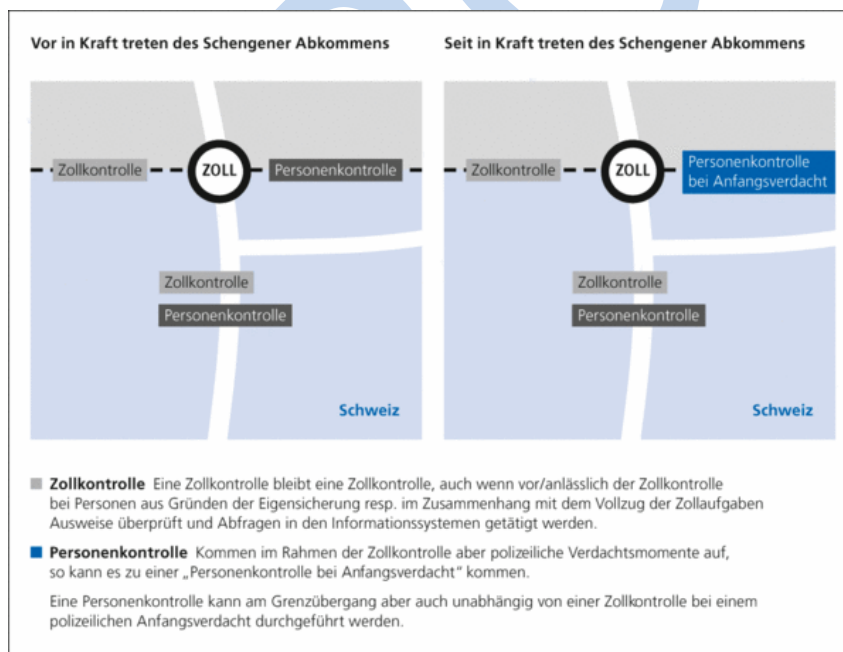 Vor in Kraft treten des Schengener Abkommens
Zollkontrolle
ZOLL
Personenkontrolle
Zollkontrolle
Personenkontrolle
Schweiz
Seit in Kraft treten des Schengener Abkommens
Zollkontrolle
ZOLL
Personenkontrolle
bei Anfangsverdacht
Zollkontrolle
Personenkontrolle
Schweiz
Zollkontrolle Eine Zollkontrolle bleibt eine Zollkontrolle, auch wenn vor/anlässlich der Zollkontrolle
bei Personen aus Gründen der Eigensicherung resp. im Zusammenhang mit dem Vollzug der Zollaufgaben
Ausweise überprüft und Abfragen in den Informationssystemen getätigt werden.
Personenkontrolle Kommen im Rahmen der Zollkontrolle aber polizeiliche Verdachtsmomente auf,
so kann es zu einer „Personenkontrolle bei Anfangsverdacht“ kommen.
Eine Personenkontrolle kann am Grenzübergang aber auch unabhängig von einer Zollkontrolle bei einem
polizeilichen Anfangsverdacht durchgeführt werden.